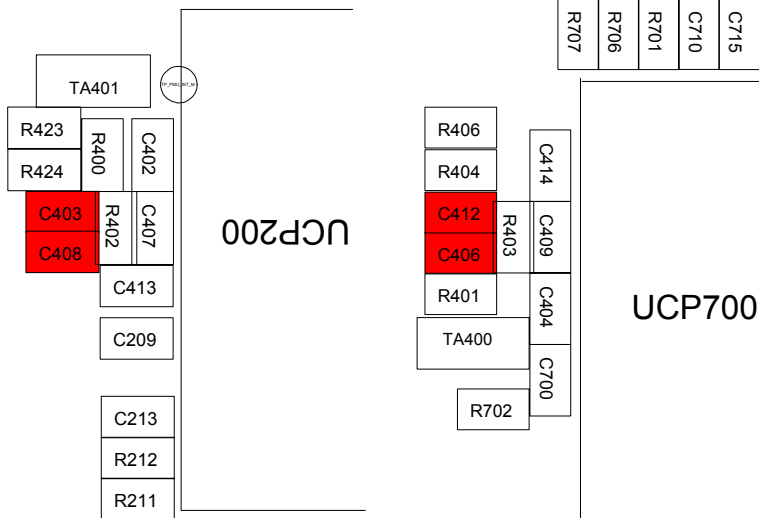 R707
R706
R701
C710
C715
TA401
TP_PMU_INT_M
R423
R424
R400
C402
C403
C408
R402
C407
C413
C209
C213
R212
R211
UCP200
R406
R404
C412
C406
R401
R403
C414
C409
C404
C700
TA400
R702
UCP700